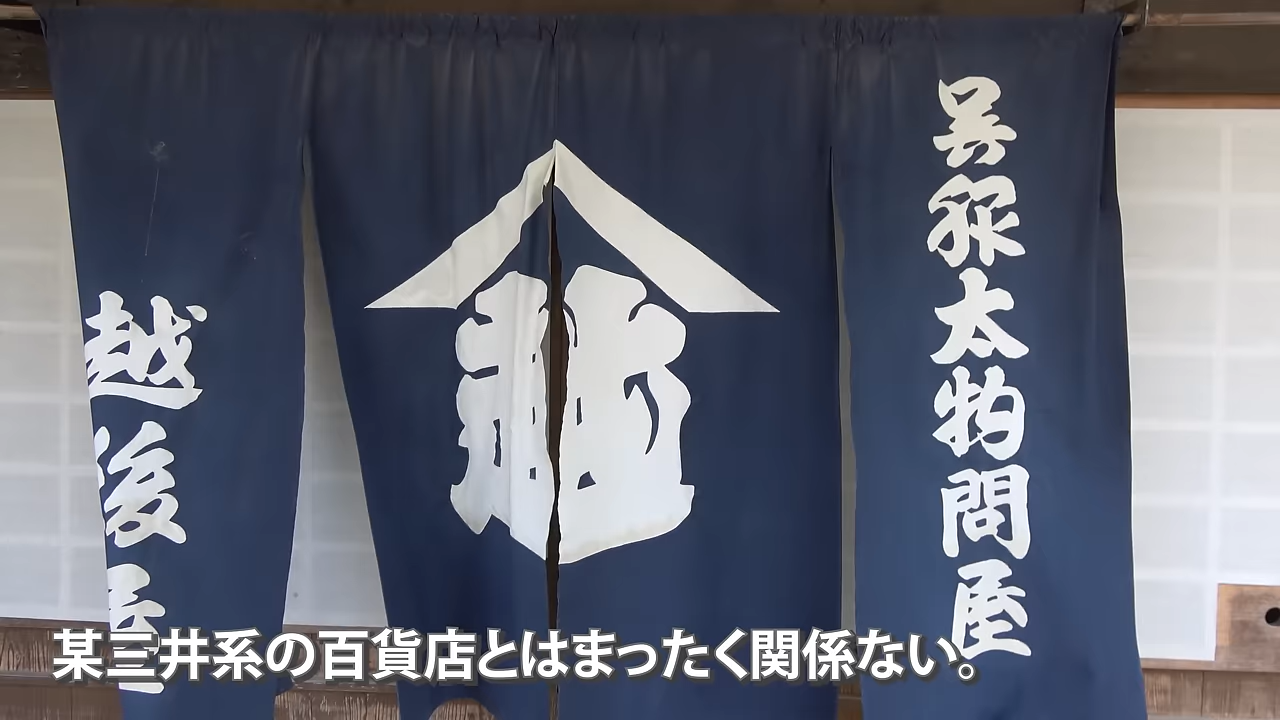 呉服太物問屋
越後屋
某三井系の百貨店とはまったく関係ない。